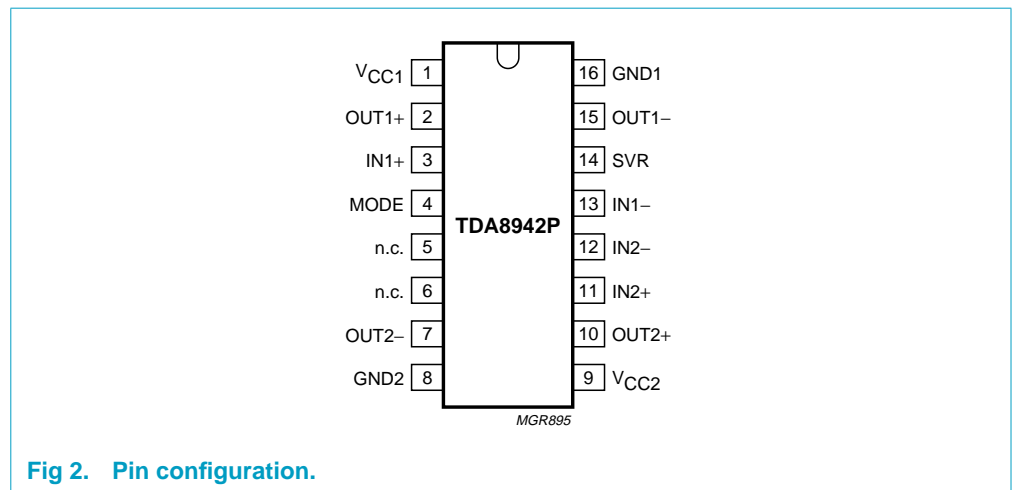 VCC1 1 16 GND1
OUT1+ 2 15 OUT1−
IN1+ 3 14 SVR
MODE 4 13 IN1−
TDA8942P
n.c. 5 12 IN2−
n.c. 6 11 IN2+
OUT2− 7 10 OUT2+
GND2 8 9 VCC2
MGR895
Fig 2. Pin configuration.